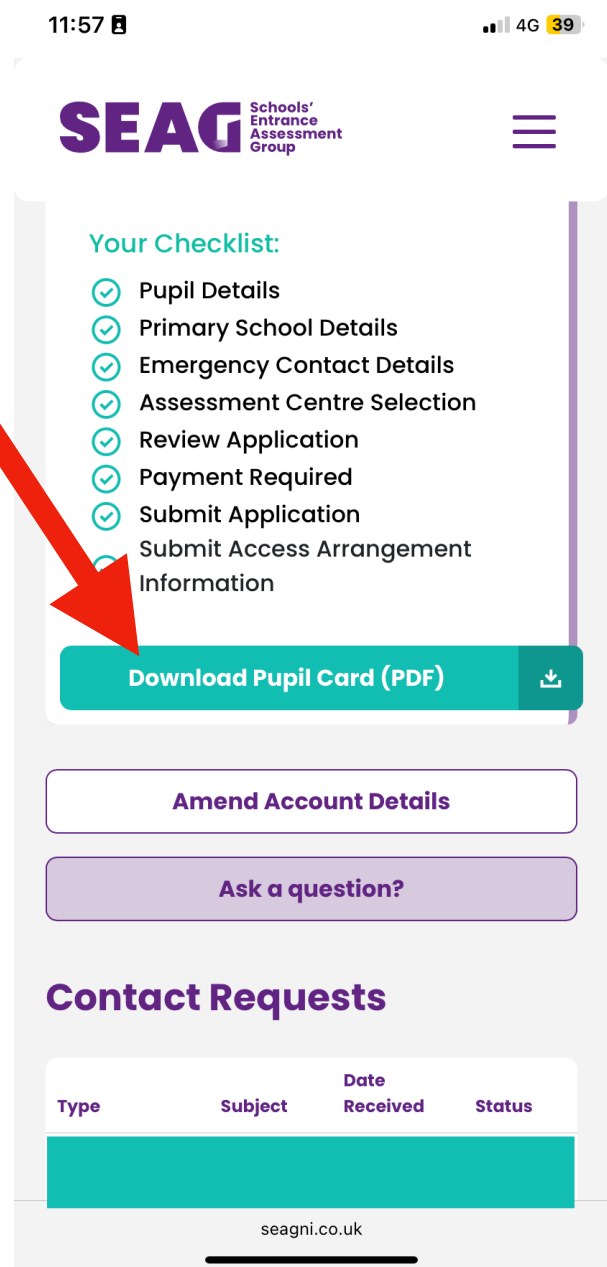 11:57
4G 39
SEAG
Schools'
Entrance
Assessment
Group
Your Checklist:
Pupil Details
Primary School Details
Emergency Contact Details
Assessment Centre Selection
Review Application
Payment Required
Submit Application
Submit Access Arrangement
Information
Download Pupil Card (PDF)
Amend Account Details
Ask a question?
Contact Requests
Type Subject Date Received Status
seagni.co.uk